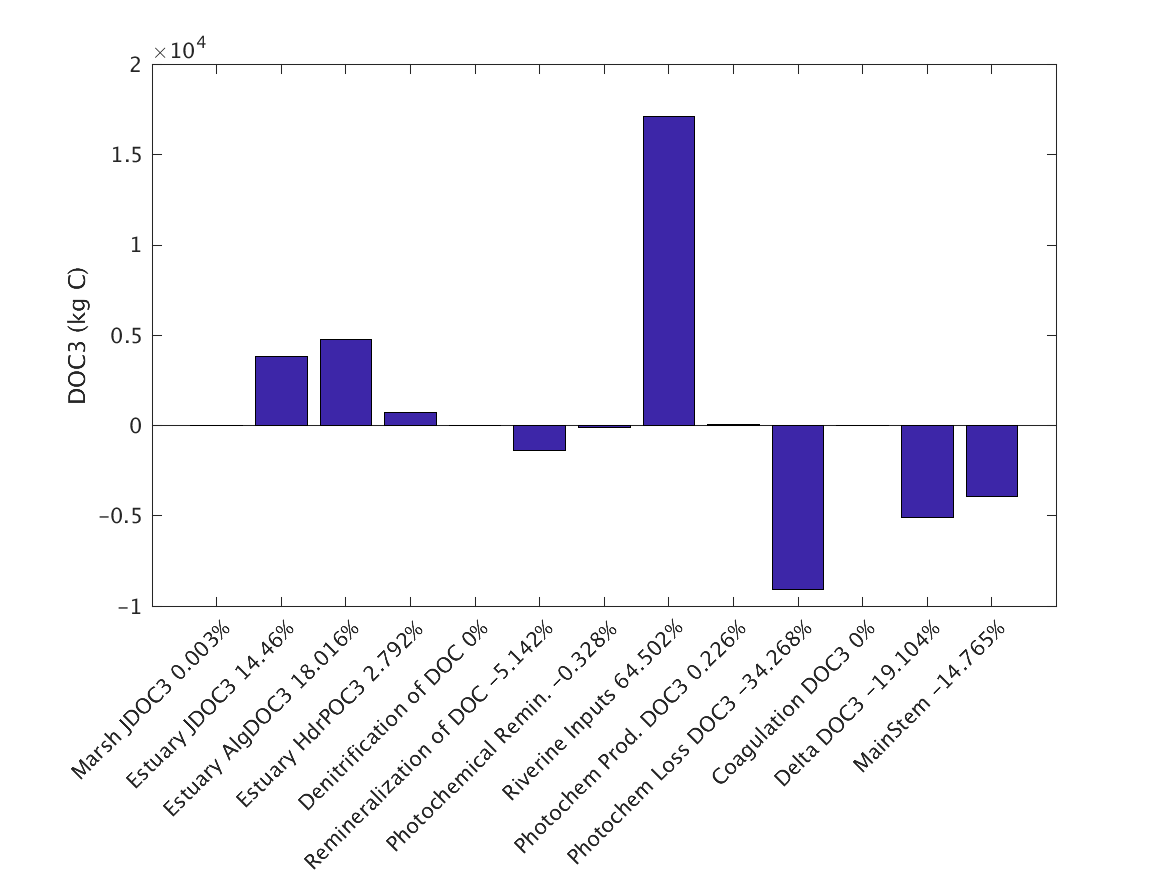 ×10⁴
2
1.5
1
0.5
0
−0.5
−1
DOC3 (kg C)
Marsh JDOC3 0.003%
Estuary JDOC3 14.46%
Estuary AlgDOC3 18.016%
Estuary HdrPOC3 2.792%
Denitrification of DOC 0%
Remineralization of DOC −5.142%
Photochemical Remin. −0.328%
Riverine Inputs 64.502%
Photochem Prod. DOC3 0.226%
Photochem Loss DOC3 −34.268%
Coagulation DOC3 0%
Delta DOC3 −19.104%
MainStem −14.765%